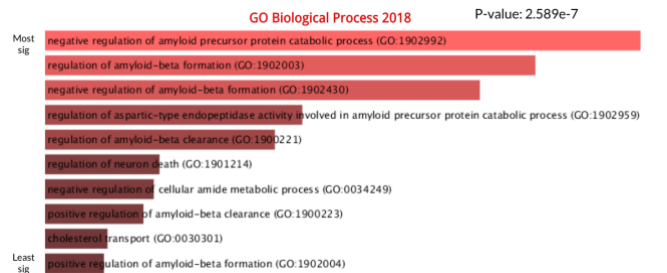 GO Biological Process 2018
P-value: 2.589e-7
Most
sig
negative regulation of amyloid precursor protein catabolic process (GO:1902992)
regulation of amyloid-beta formation (GO:1902003)
negative regulation of amyloid-beta formation (GO:1902430)
regulation of aspartic-type endopeptidase activity involved in amyloid precursor protein catabolic process (GO:1902959)
regulation of amyloid-beta clearance (GO:1900221)
regulation of neuron death (GO:1901214)
negative regulation of cellular amide metabolic process (GO:0034249)
positive regulation of amyloid-beta clearance (GO:1900223)
cholesterol transport (GO:0030301)
Least
sig
positive regulation of amyloid-beta formation (GO:1902004)